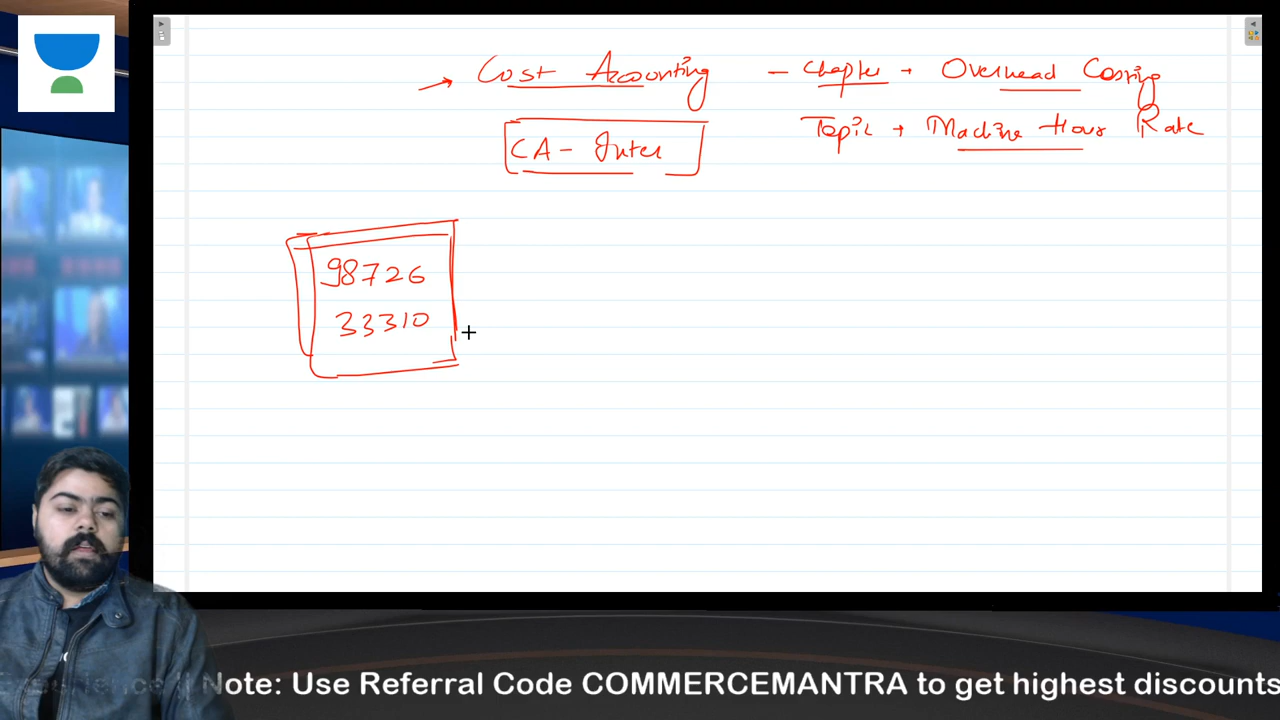 → Cost Accounting - Chapter → Overhead Costing
CA - Inter
Topic → Machine Hour Rate
98726
33310
Note: Use Referral Code COMMERCEMANTRA to get highest discounts